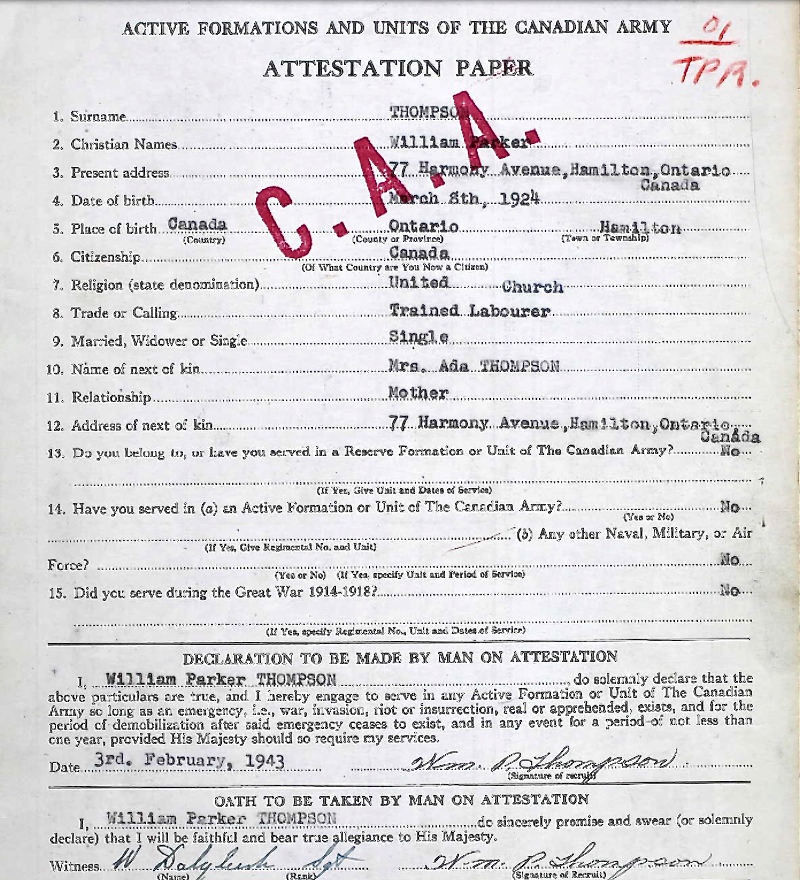 ACTIVE FORMATIONS AND UNITS OF THE CANADIAN ARMY
01
TPR.
ATTESTATION PAPER
C.A.A.
1. Surname THOMPSON
2. Christian Names William Parker
3. Present address 77 Harmony Avenue, Hamilton, Ontario
Canada
4. Date of birth March 8th, 1924
5. Place of birth Canada Ontario Hamilton
(Country) (County or Province) (Town or Township)
6. Citizenship Canada
(Of What Country are You Now a Citizen)
7. Religion (state denomination) United Church
8. Trade or Calling Trained Labourer
9. Married, Widower or Single Single
10. Name of next of kin Mrs. Ada THOMPSON
11. Relationship Mother
12. Address of next of kin 77 Harmony Avenue, Hamilton, Ontario
Canada
13. Do you belong to, or have you served in a Reserve Formation or Unit of The Canadian Army? No
(If Yes, Give Unit and Dates of Service)
14. Have you served in (a) an Active Formation or Unit of The Canadian Army? No
(Yes or No)
(b) Any other Naval, Military, or Air
(If Yes, Give Regimental No. and Unit)
Force? No
(Yes or No) (If Yes, specify Unit and Period of Service)
15. Did you serve during the Great War 1914-1918? No
(If Yes, specify Regimental No., Unit and Dates of Service)
DECLARATION TO BE MADE BY MAN ON ATTESTATION
I, William Parker THOMPSON do solemnly declare that the
above particulars are true, and I hereby engage to serve in any Active Formation or Unit of The Canadian
Army so long as an emergency, i.e., war, invasion, riot or insurrection, real or apprehended, exists, and for the
period of demobilization after said emergency ceases to exist, and in any event for a period of not less than
one year, provided His Majesty should so require my services.
Date 3rd. February, 1943 Wm. P. Thompson
(Signature of recruit)
OATH TO BE TAKEN BY MAN ON ATTESTATION
I, William Parker THOMPSON do sincerely promise and swear (or solemnly
declare) that I will be faithful and bear true allegiance to His Majesty.
Witness W Dalgleish Sgt Wm. P. Thompson
(Name) (Rank) (Signature of Recruit)